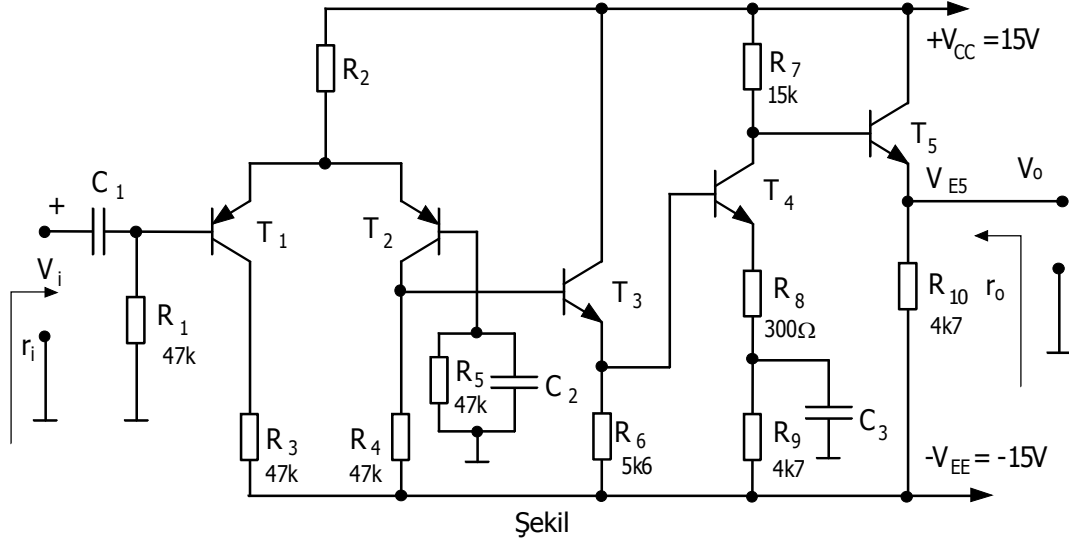 +V_CC = 15V
R_2
R_7
15k
T_5
C_1
T_1
T_2
T_4
V_E5
V_o
+
V_i
r_i
R_1
47k
T_3
R_8
300Ω
R_10
4k7
r_o
R_5
47k
C_2
R_3
47k
R_4
47k
R_6
5k6
R_9
4k7
C_3
-V_EE = -15V
Şekil